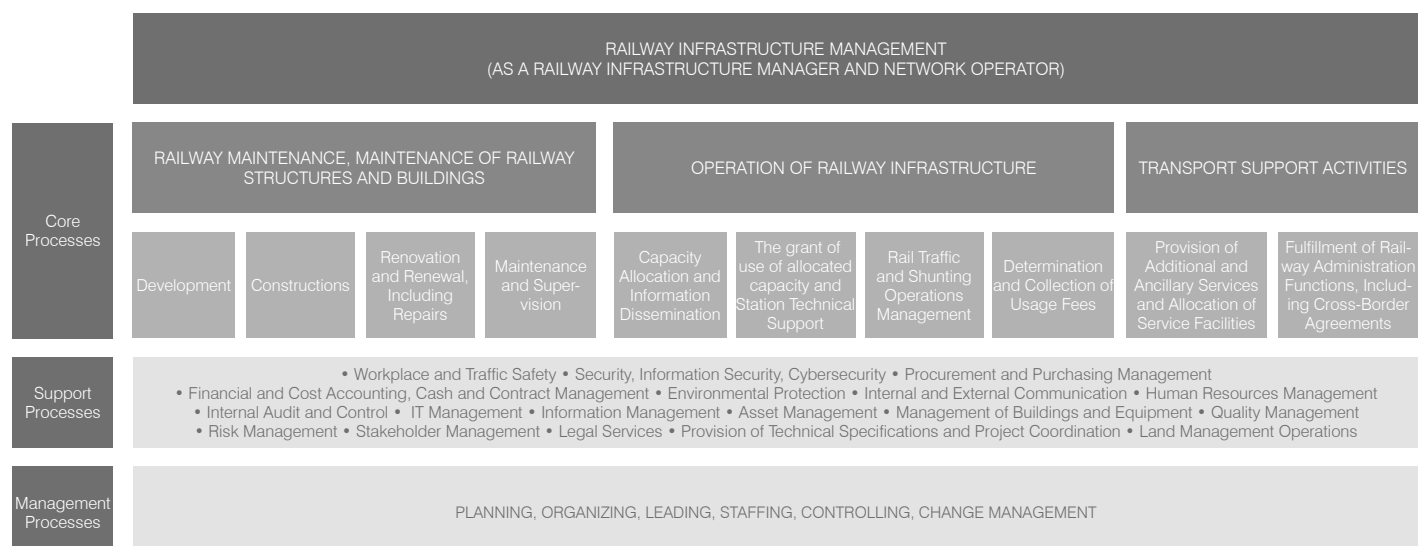 RAILWAY INFRASTRUCTURE MANAGEMENT
(AS A RAILWAY INFRASTRUCTURE MANAGER AND NETWORK OPERATOR)
Core
Processes
RAILWAY MAINTENANCE, MAINTENANCE OF RAILWAY
STRUCTURES AND BUILDINGS
OPERATION OF RAILWAY INFRASTRUCTURE
TRANSPORT SUPPORT ACTIVITIES
Development
Constructions
Renovation
and Renewal,
Including
Repairs
Maintenance
and Super-
vision
Capacity
Allocation and
Information
Dissemination
The grant of
use of allocated
capacity and
Station Technical
Support
Rail Traffic
and Shunting
Operations
Management
Determination
and Collection of
Usage Fees
Provision of
Additional and
Ancillary Services
and Allocation of
Service Facilities
Fulfillment of Rail-
way Administration
Functions, Includ-
ing Cross-Border
Agreements
Support
Processes
• Workplace and Traffic Safety • Security, Information Security, Cybersecurity • Procurement and Purchasing Management
• Financial and Cost Accounting, Cash and Contract Management • Environmental Protection • Internal and External Communication • Human Resources Management
• Internal Audit and Control • IT Management • Information Management • Asset Management • Management of Buildings and Equipment • Quality Management
• Risk Management • Stakeholder Management • Legal Services • Provision of Technical Specifications and Project Coordination • Land Management Operations
Management
Processes
PLANNING, ORGANIZING, LEADING, STAFFING, CONTROLLING, CHANGE MANAGEMENT